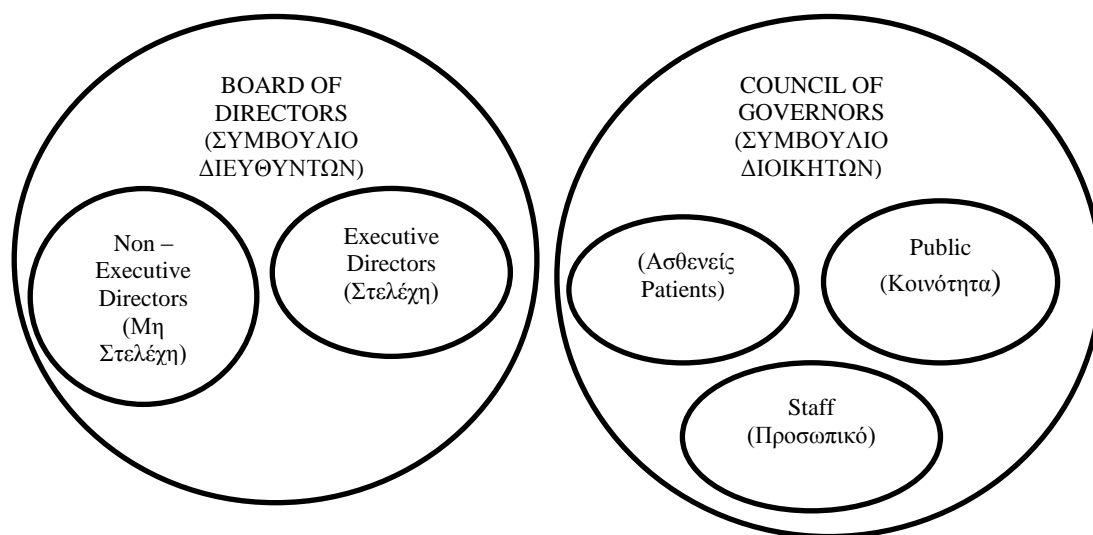 BOARD OF
DIRECTORS
(ΣΥΜΒΟΥΛΙΟ
ΔΙΕΥΘΥΝΤΩΝ)
Non –
Executive
Directors
(Μη
Στελέχη)
Executive
Directors
(Στελέχη)
COUNCIL OF
GOVERNORS
(ΣΥΜΒΟΥΛΙΟ
ΔΙΟΙΚΗΤΩΝ)
(Ασθενείς
Patients)
Public
(Κοινότητα)
Staff
(Προσωπικό)